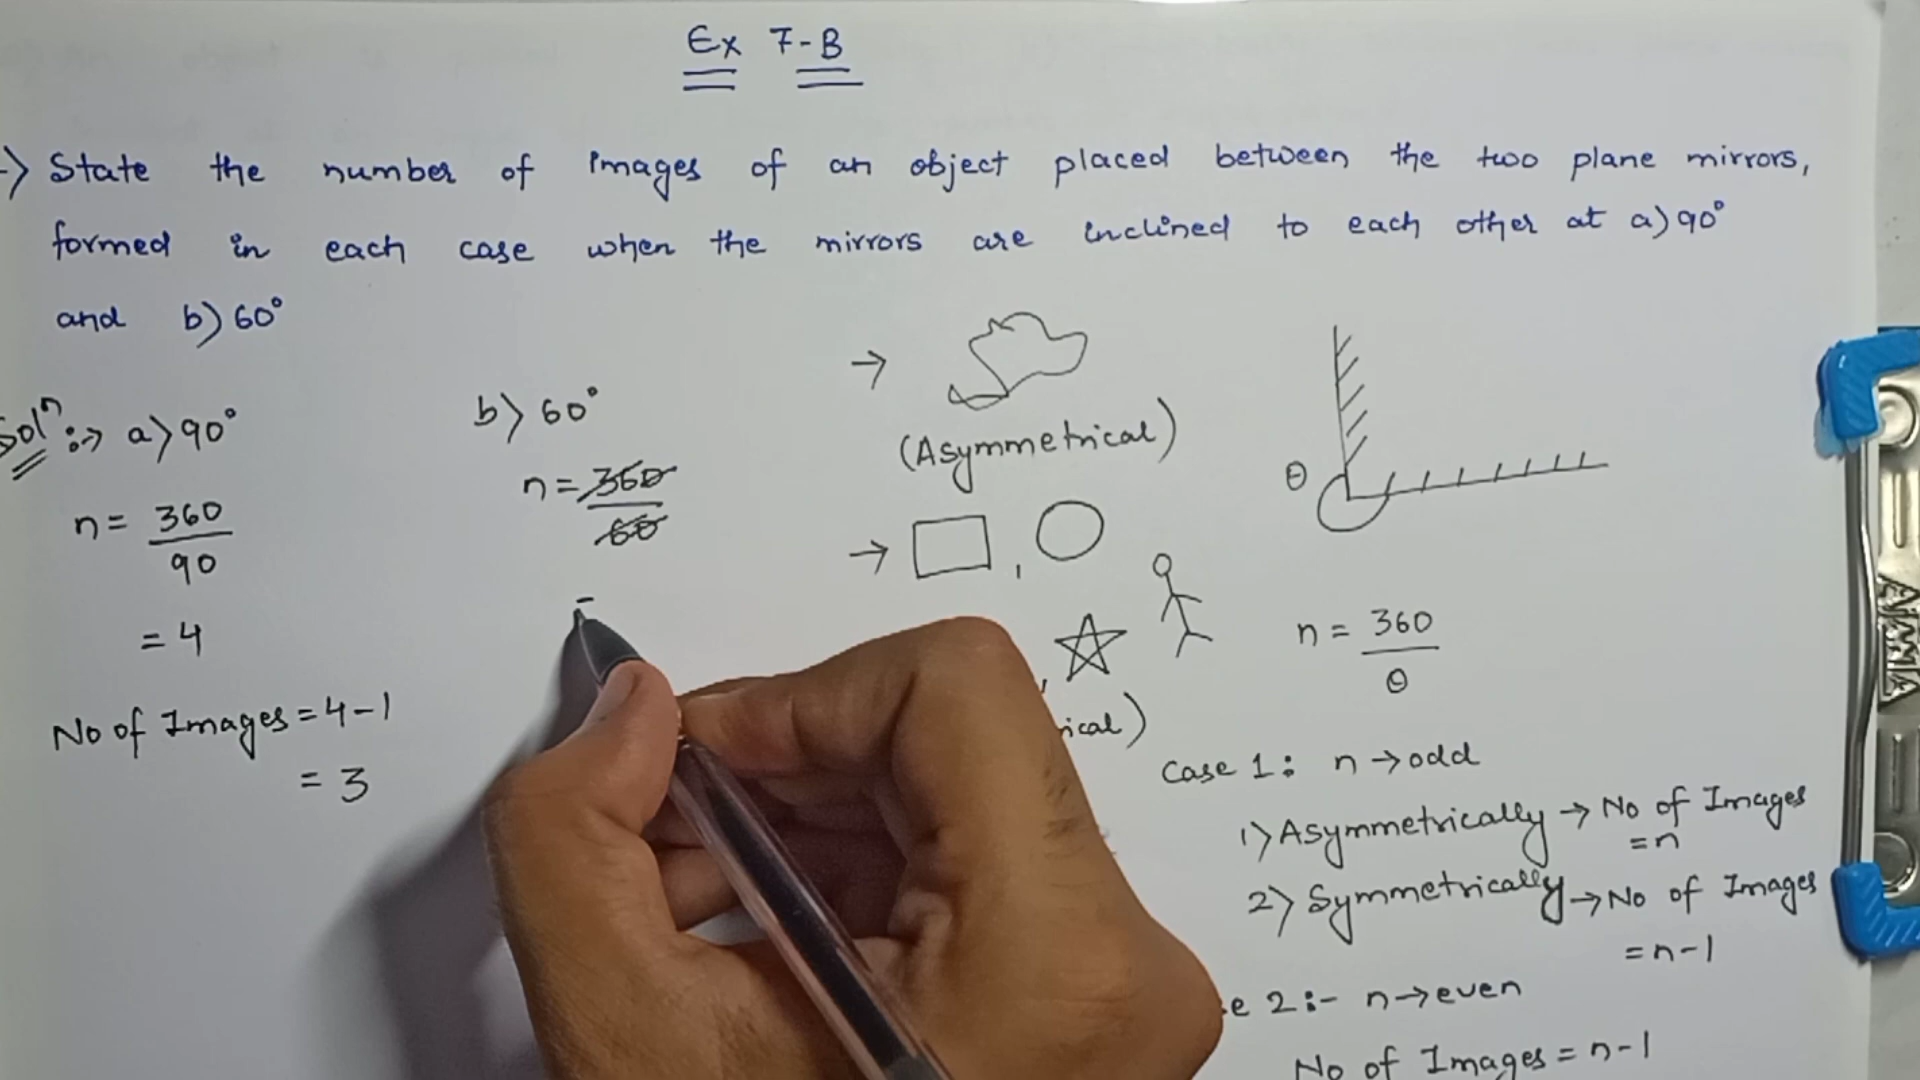 Ex 7-B
State the number of Images of an object placed between the two plane mirrors,
formed in each case when the mirrors are inclined to each other at a) 90°
and b) 60°
Solⁿ :→ a) 90°
n = 360
90
= 4
No of Images = 4-1
= 3
b) 60°
n = 360
60
=
→
(Asymmetrical)
→ ,
,
ical)
θ
n = 360
θ
Case 1: n → odd
1) Asymmetrically → No of Images
= n
2) Symmetrically → No of Images
= n-1
e 2:- n → even
No of Images = n-1